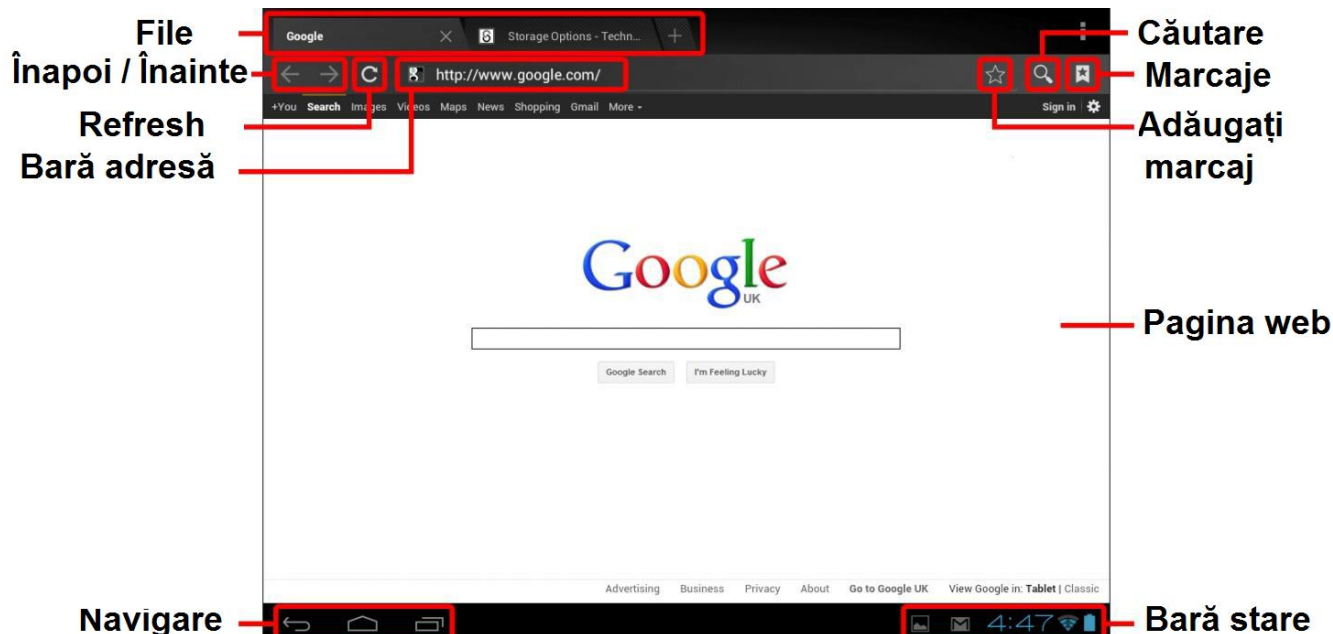 File
Google
Storage Options - Techn...
Căutare
Înapoi / Înainte
http://www.google.com/
Marcaje
+You Search Images Videos Maps News Shopping Gmail More
Sign in
Refresh
Adăugați
marcaj
Bară adresă
Google
UK
Pagina web
Google Search
I'm Feeling Lucky
Advertising Business Privacy About Go to Google UK View Google in: Tablet | Classic
Navigare
4:47
Bară stare